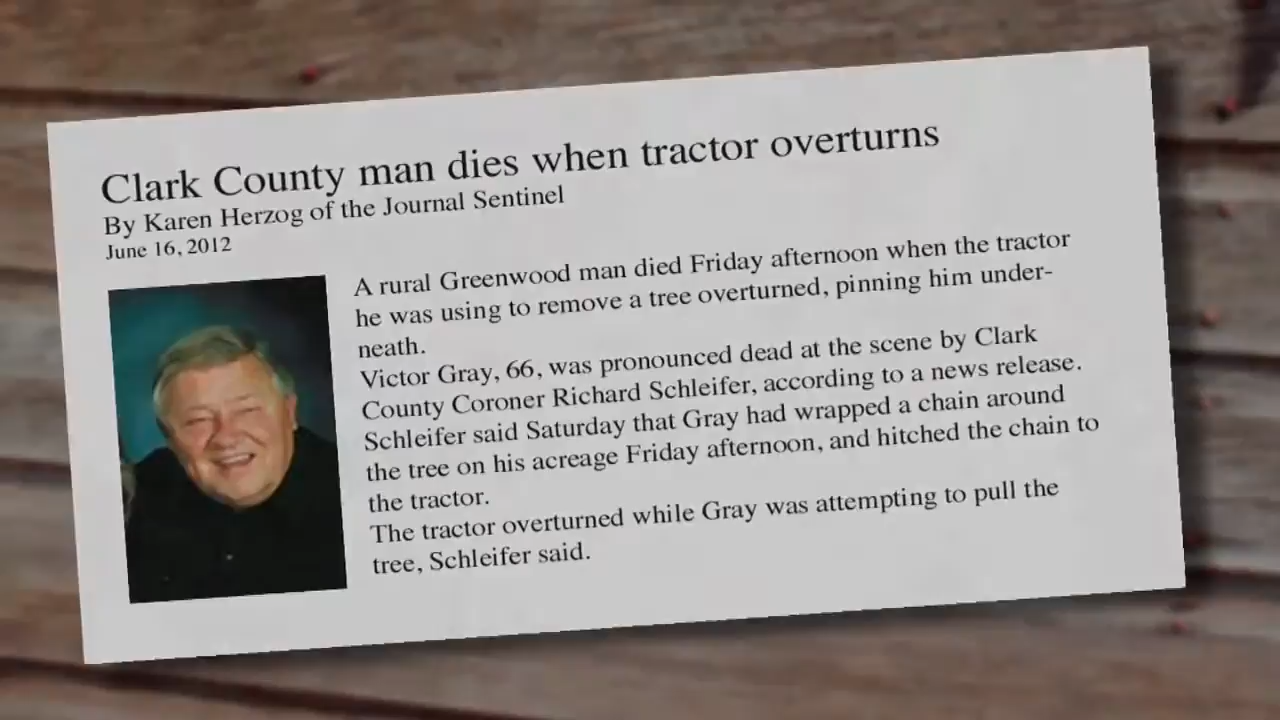 Clark County man dies when tractor overturns
By Karen Herzog of the Journal Sentinel
June 16, 2012
A rural Greenwood man died Friday afternoon when the tractor
he was using to remove a tree overturned, pinning him under-
neath.
Victor Gray, 66, was pronounced dead at the scene by Clark
County Coroner Richard Schleifer, according to a news release.
Schleifer said Saturday that Gray had wrapped a chain around
the tree on his acreage Friday afternoon, and hitched the chain to
the tractor.
The tractor overturned while Gray was attempting to pull the
tree, Schleifer said.